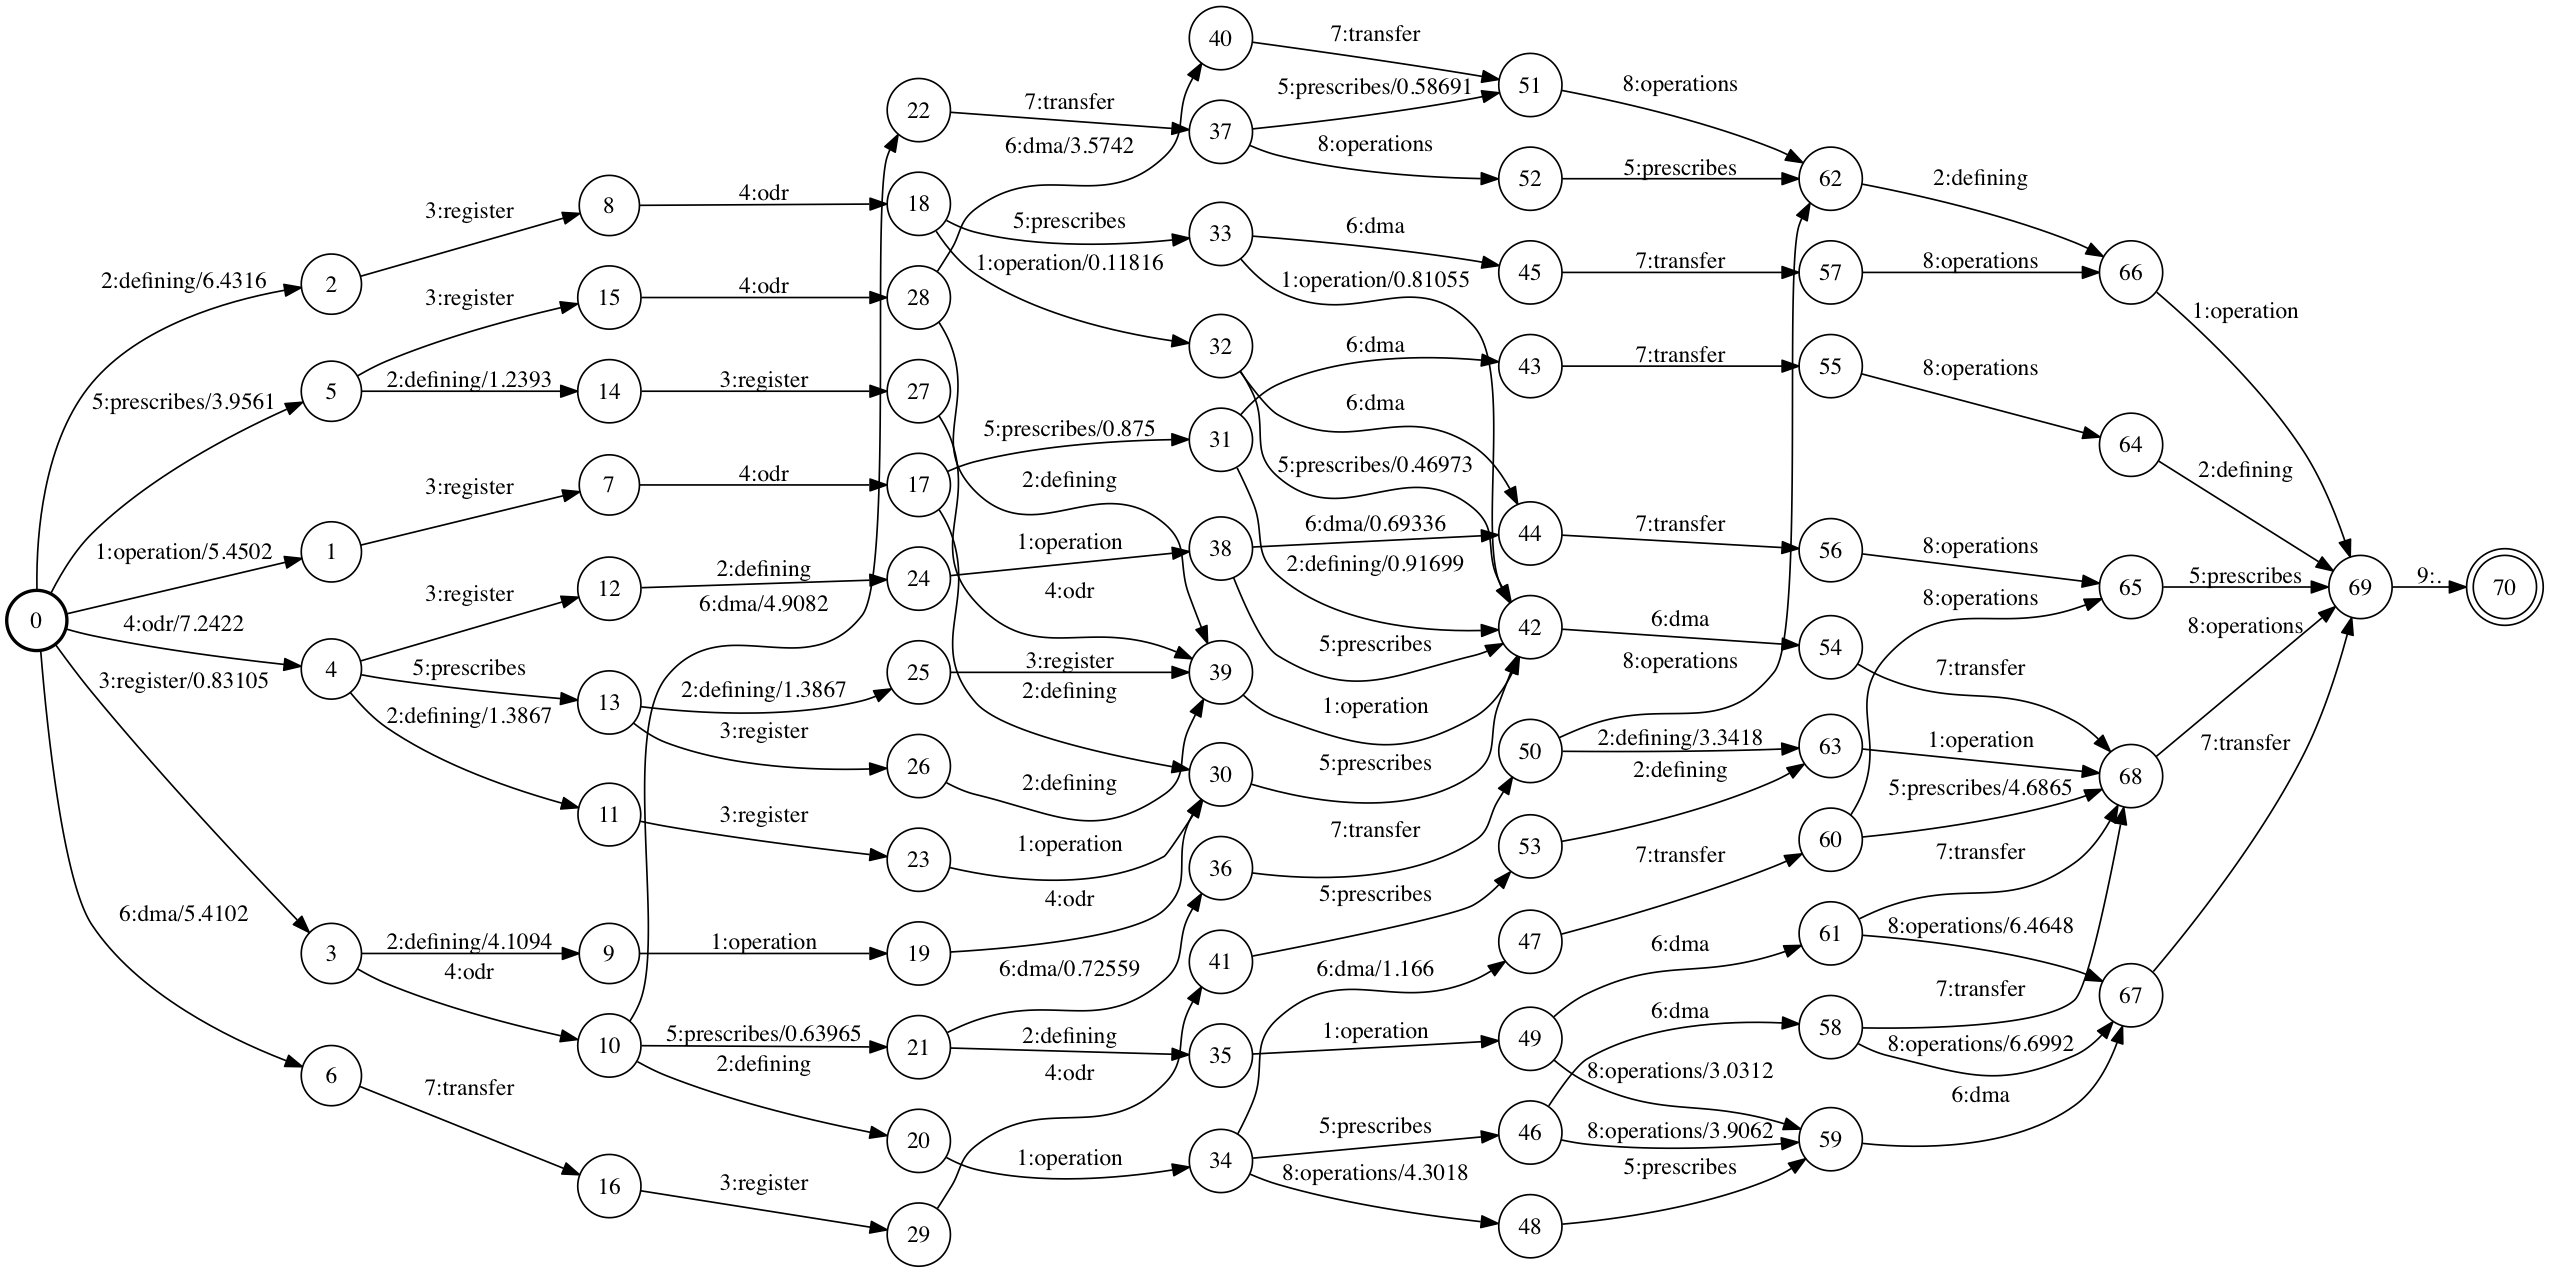 40
7:transfer
51
5:prescribes/0.58691
8:operations
22
7:transfer
37
6:dma/3.5742
8:operations
52
5:prescribes
62
2:defining
8
4:odr
18
3:register
5:prescribes
33
6:dma
1:operation/0.11816
1:operation/0.81055
45
7:transfer
57
8:operations
66
2:defining/6.4316
2
15
3:register
4:odr
28
1:operation
32
6:dma
43
7:transfer
55
8:operations
5
2:defining/1.2393
14
3:register
27
5:prescribes/3.9561
6:dma
5:prescribes/0.875
31
64
2:defining
5:prescribes/0.46973
3:register
7
4:odr
17
2:defining
1:operation/5.4502
1
1:operation
38
6:dma/0.69336
44
7:transfer
56
8:operations
2:defining/0.91699
3:register
12
2:defining
24
4:odr
8:operations
65
5:prescribes
69
9:.
70
6:dma/4.9082
0
4:odr/7.2422
42
6:dma
54
8:operations
5:prescribes
4
5:prescribes
3:register/0.83105
13
2:defining/1.3867
25
3:register
39
8:operations
7:transfer
2:defining
2:defining/1.3867
3:register
1:operation
50
2:defining/3.3418
63
1:operation
7:transfer
26
2:defining
30
5:prescribes
2:defining
68
5:prescribes/4.6865
11
3:register
23
1:operation
7:transfer
53
7:transfer
60
7:transfer
36
4:odr
5:prescribes
6:dma/5.4102
3
2:defining/4.1094
9
1:operation
19
47
6:dma
61
8:operations/6.4648
4:odr
6:dma/0.72559
41
6:dma/1.166
7:transfer
67
10
5:prescribes/0.63965
21
2:defining
35
1:operation
49
6:dma
58
8:operations/6.6992
2:defining
4:odr
8:operations/3.0312
6
7:transfer
6:dma
20
1:operation
34
5:prescribes
46
8:operations/3.9062
59
8:operations/4.3018
5:prescribes
16
3:register
29
48